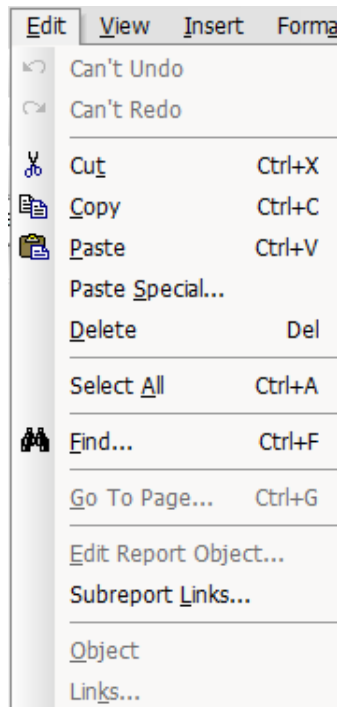 Edit View Insert Forma
Can't Undo
Can't Redo
Cut Ctrl+X
Copy Ctrl+C
Paste Ctrl+V
Paste Special...
Delete Del
Select All Ctrl+A
Find... Ctrl+F
Go To Page... Ctrl+G
Edit Report Object...
Subreport Links...
Object
Links...